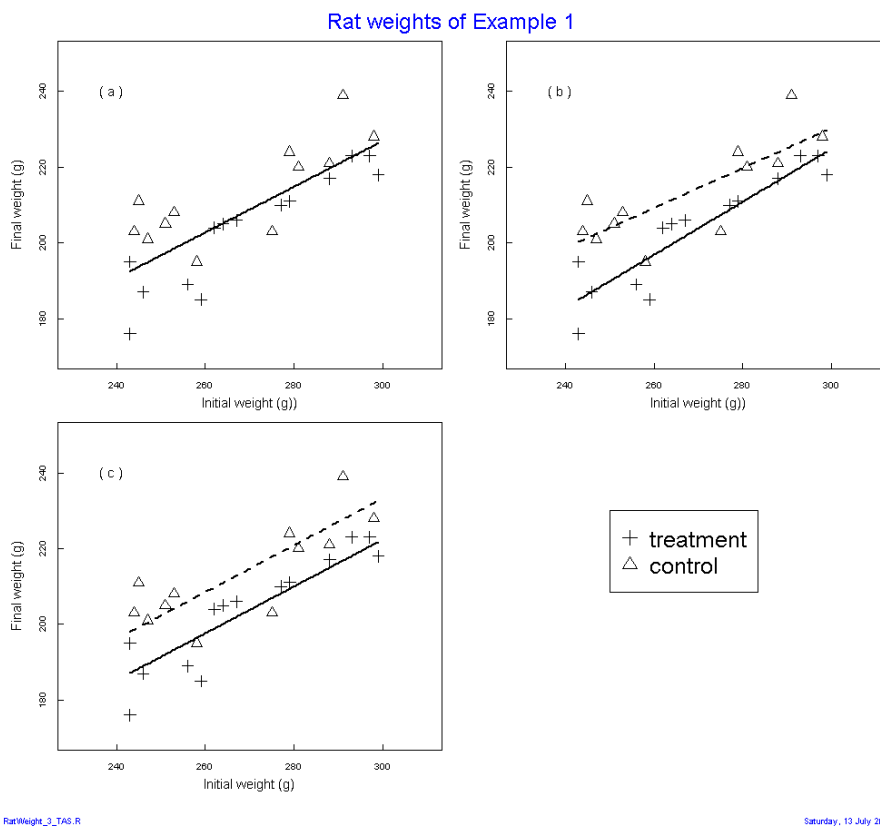 Rat weights of Example 1
( a )
Final weight (g)
240
220
200
180
240 260 280 300
Initial weight (g))
( b )
Final weight (g)
240
220
200
180
240 260 280 300
Initial weight (g))
( c )
Final weight (g)
240
220
200
180
240 260 280 300
Initial weight (g)
treatment
control
RatWeight_3_TAS.R
Saturday, 13 July